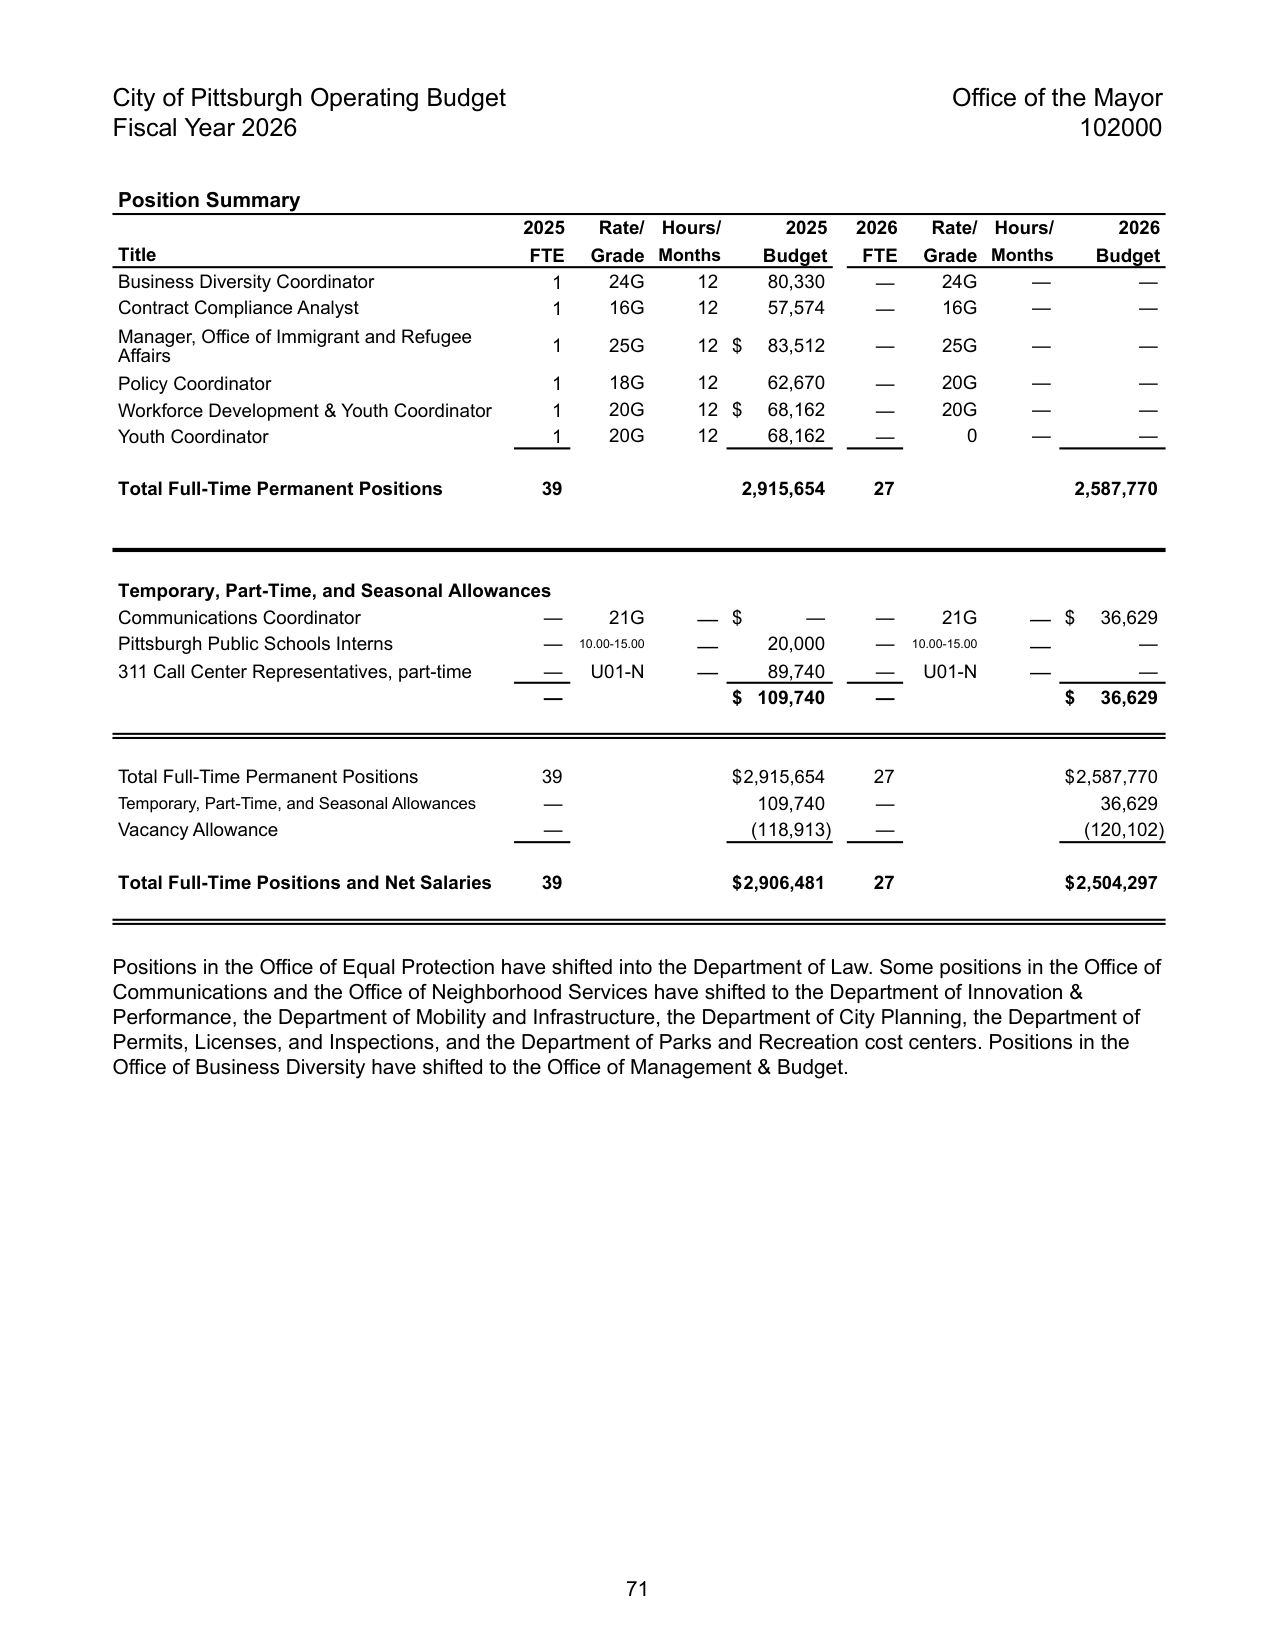 City of Pittsburgh Operating Budget Office of the Mayor
Fiscal Year 2026 102000
Position Summary
2025 Rate/ Hours/ 2025 2026 Rate/ Hours/ 2026
Title FTE Grade Months Budget FTE Grade Months Budget
Business Diversity Coordinator 1 24G 12 80,330 — 24G — —
Contract Compliance Analyst 1 16G 12 57,574 — 16G — —
Manager, Office of Immigrant and Refugee
Affairs 1 25G 12 $ 83,512 — 25G — —
Policy Coordinator 1 18G 12 62,670 — 20G — —
Workforce Development & Youth Coordinator 1 20G 12 $ 68,162 — 20G — —
Youth Coordinator 1 20G 12 68,162 — 0 — —
Total Full-Time Permanent Positions 39 2,915,654 27 2,587,770
Temporary, Part-Time, and Seasonal Allowances
Communications Coordinator — 21G — $ — — 21G — $ 36,629
Pittsburgh Public Schools Interns — 10.00-15.00 — 20,000 — 10.00-15.00 — —
311 Call Center Representatives, part-time — U01-N — 89,740 — U01-N — —
— $ 109,740 — $ 36,629
Total Full-Time Permanent Positions 39 $2,915,654 27 $2,587,770
Temporary, Part-Time, and Seasonal Allowances — 109,740 — 36,629
Vacancy Allowance — (118,913) — (120,102)
Total Full-Time Positions and Net Salaries 39 $2,906,481 27 $2,504,297
Positions in the Office of Equal Protection have shifted into the Department of Law. Some positions in the Office of
Communications and the Office of Neighborhood Services have shifted to the Department of Innovation &
Performance, the Department of Mobility and Infrastructure, the Department of City Planning, the Department of
Permits, Licenses, and Inspections, and the Department of Parks and Recreation cost centers. Positions in the
Office of Business Diversity have shifted to the Office of Management & Budget.
71